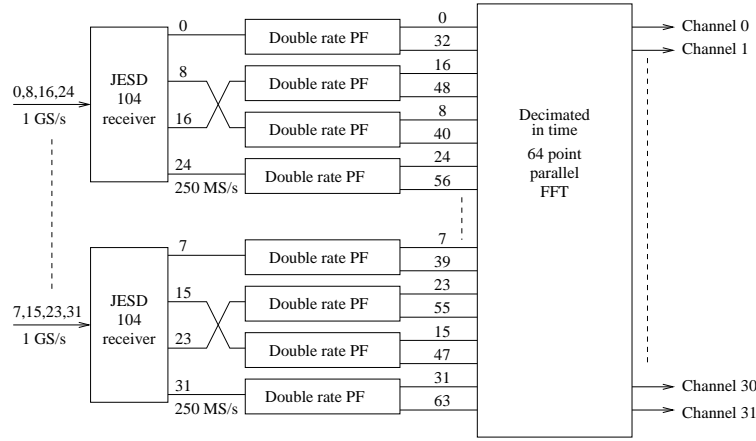 0,8,16,24
1 GS/s
JESD
104
receiver
0
8
16
24
250 MS/s
Double rate PF
Double rate PF
Double rate PF
Double rate PF
0
32
16
48
8
40
24
56
7,15,23,31
1 GS/s
JESD
104
receiver
7
15
23
31
250 MS/s
Double rate PF
Double rate PF
Double rate PF
Double rate PF
7
39
23
55
15
47
31
63
Decimated
in time
64 point
parallel
FFT
Channel 0
Channel 1
Channel 30
Channel 31